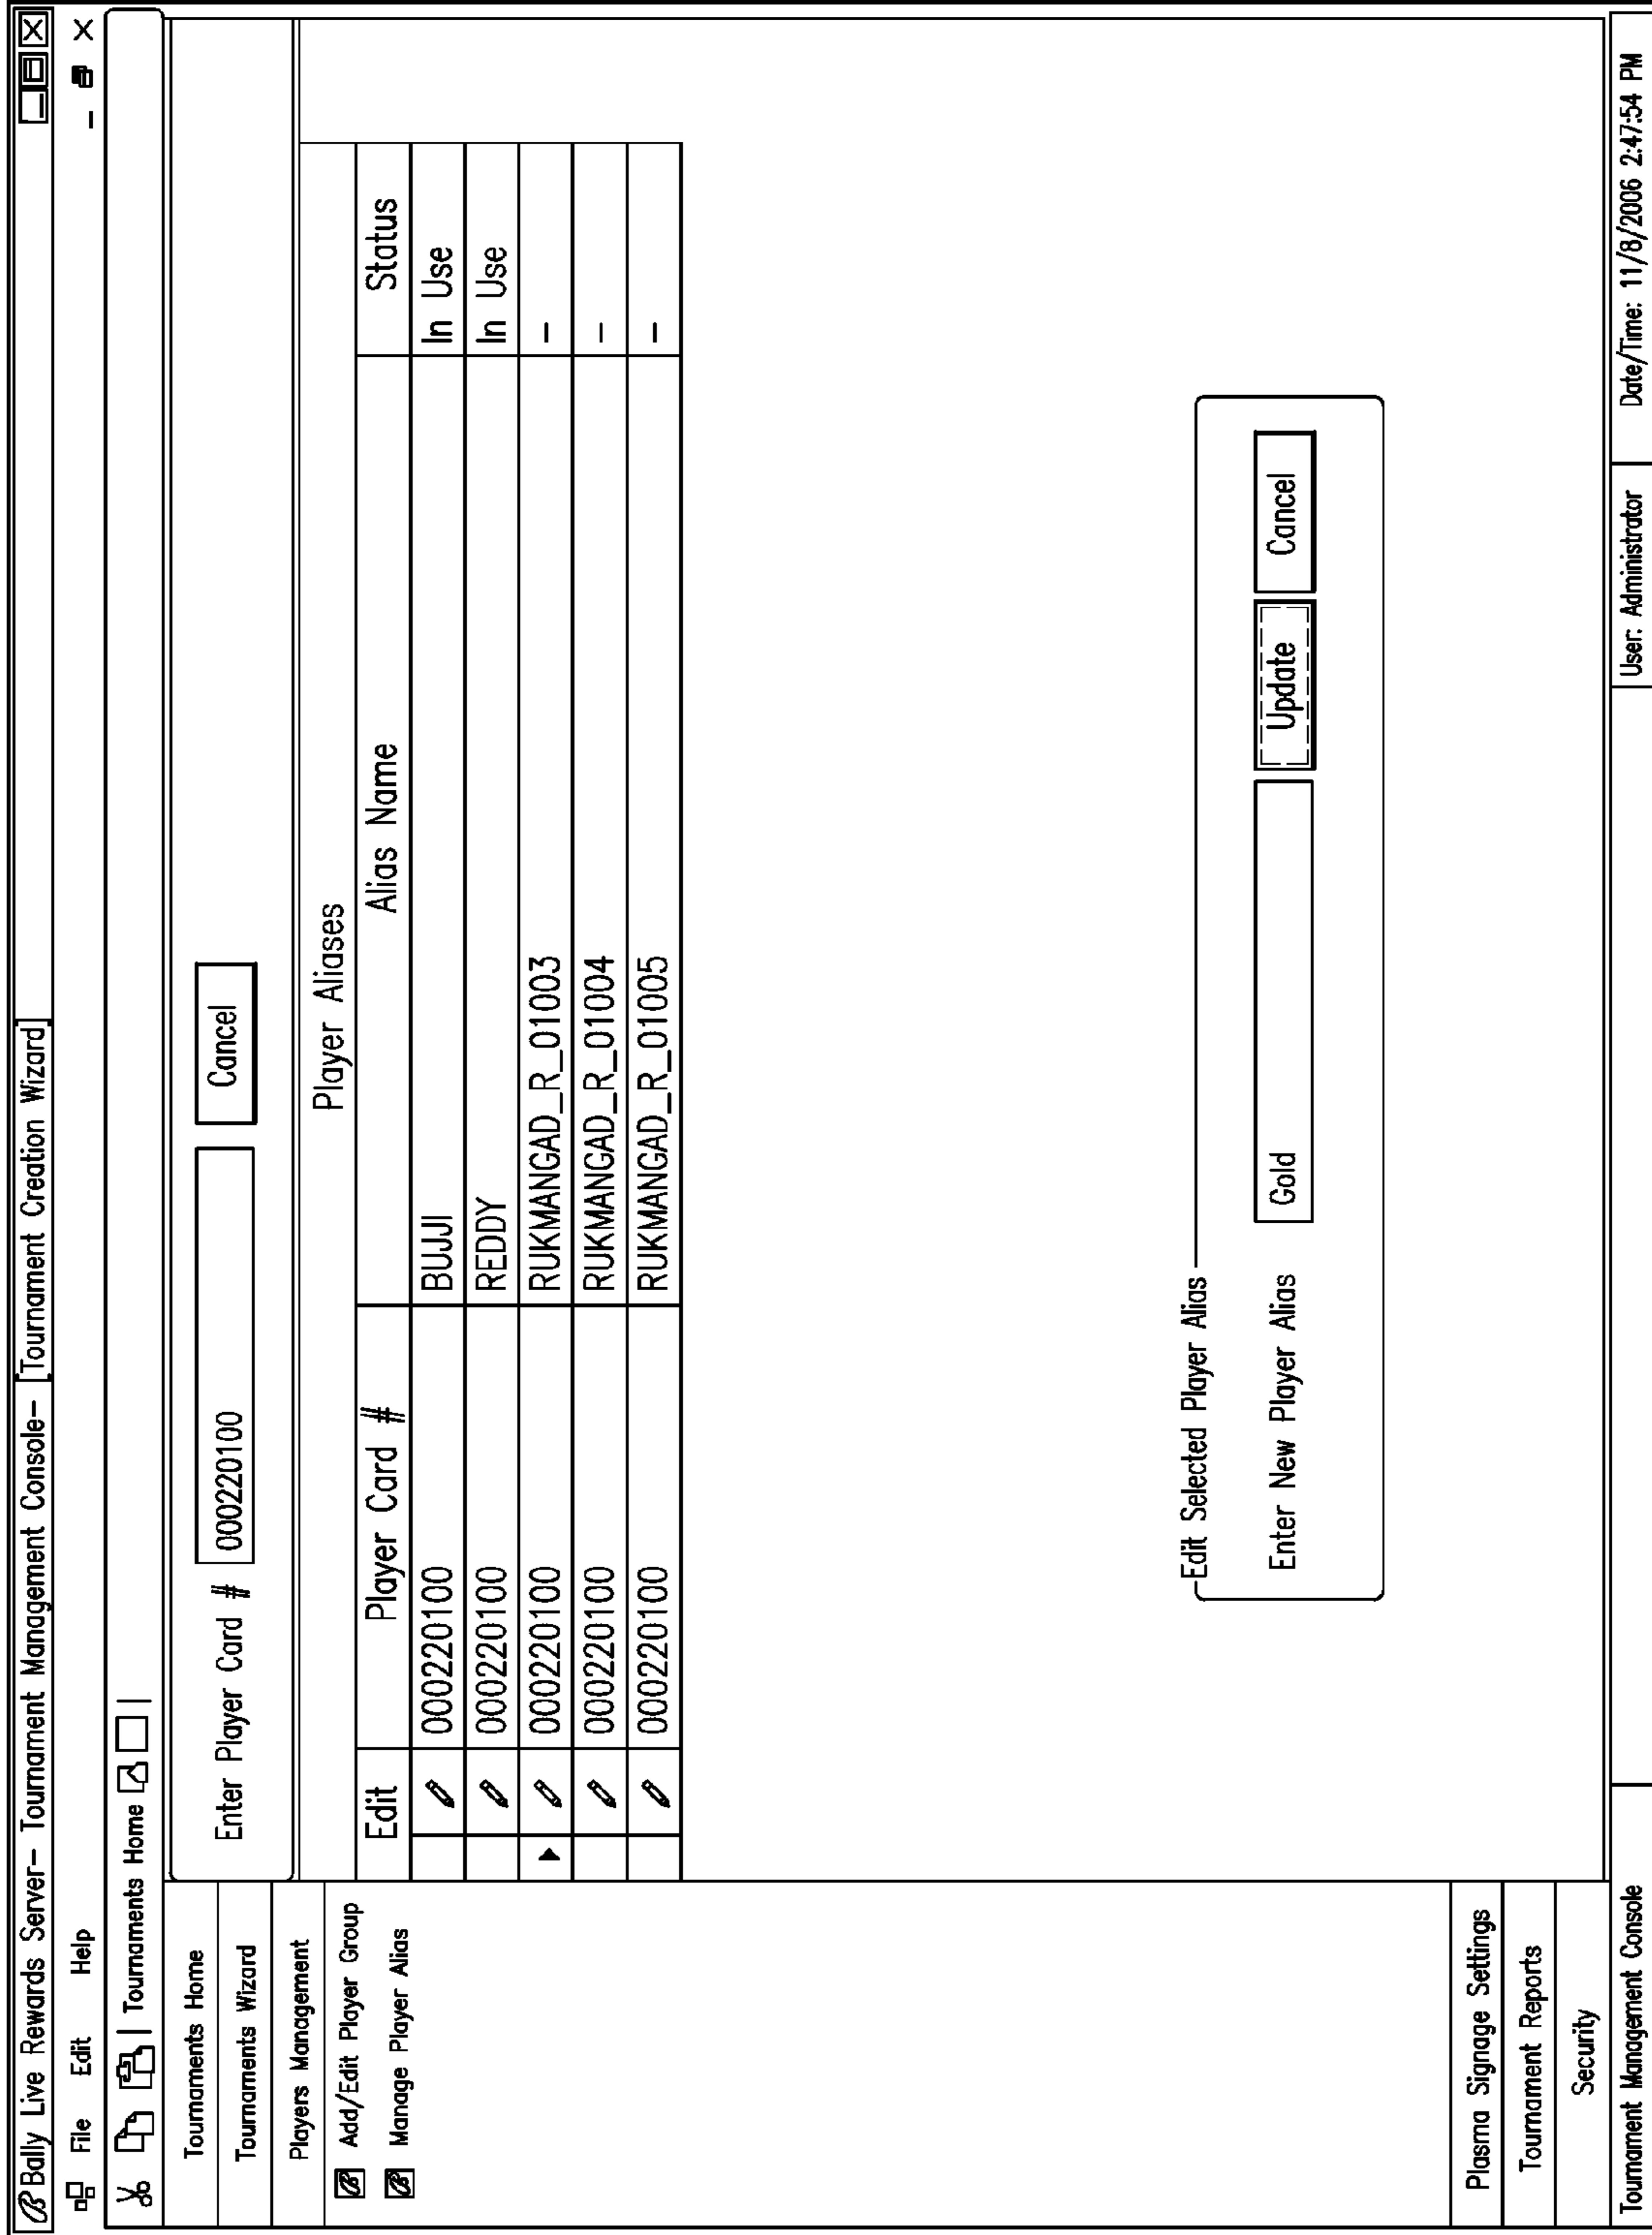 Bally Live Rewards Server- Tournament Management Console- [Tournament Creation Wizard]
File Edit Help
Tournaments Home
Tournaments Home
Tournaments Wizard
Players Management
Add/Edit Player Group
Manage Player Alias
Plasma Signage Settings
Tournament Reports
Security
Enter Player Card # 000220100 Cancel
Player Aliases
Edit Player Card # Alias Name Status
000220100 BUJJI In Use
000220100 REDDY In Use
000220100 RUKMANGAD_R_01003 -
000220100 RUKMANGAD_R_01004 -
000220100 RUKMANGAD_R_01005 -
Edit Selected Player Alias
Enter New Player Alias Gold Update Cancel
Tournament Management Console User: Administrator Date/Time: 11/8/2006 2:47:54 PM